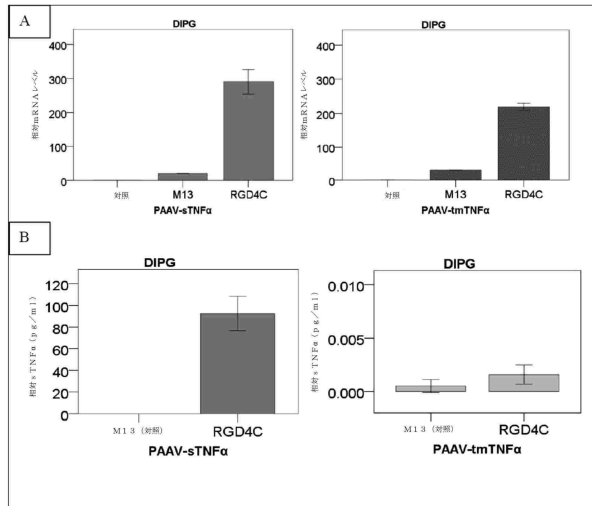 A
DIPG
400
300
200
100
0
相対mRNAレベル
対照 M13 RGD4C
PAAV-sTNFα
DIPG
400
300
200
100
0
相対mRNAレベル
対照 M13 RGD4C
PAAV-tmTNFα
B
DIPG
120
100
80
60
40
20
0
相対sTNFα(pg/ml)
M13(対照) RGD4C
PAAV-sTNFα
DIPG
0.010
0.005
0.000
相対sTNFα(pg/ml)
M13(対照) RGD4C
PAAV-tmTNFα